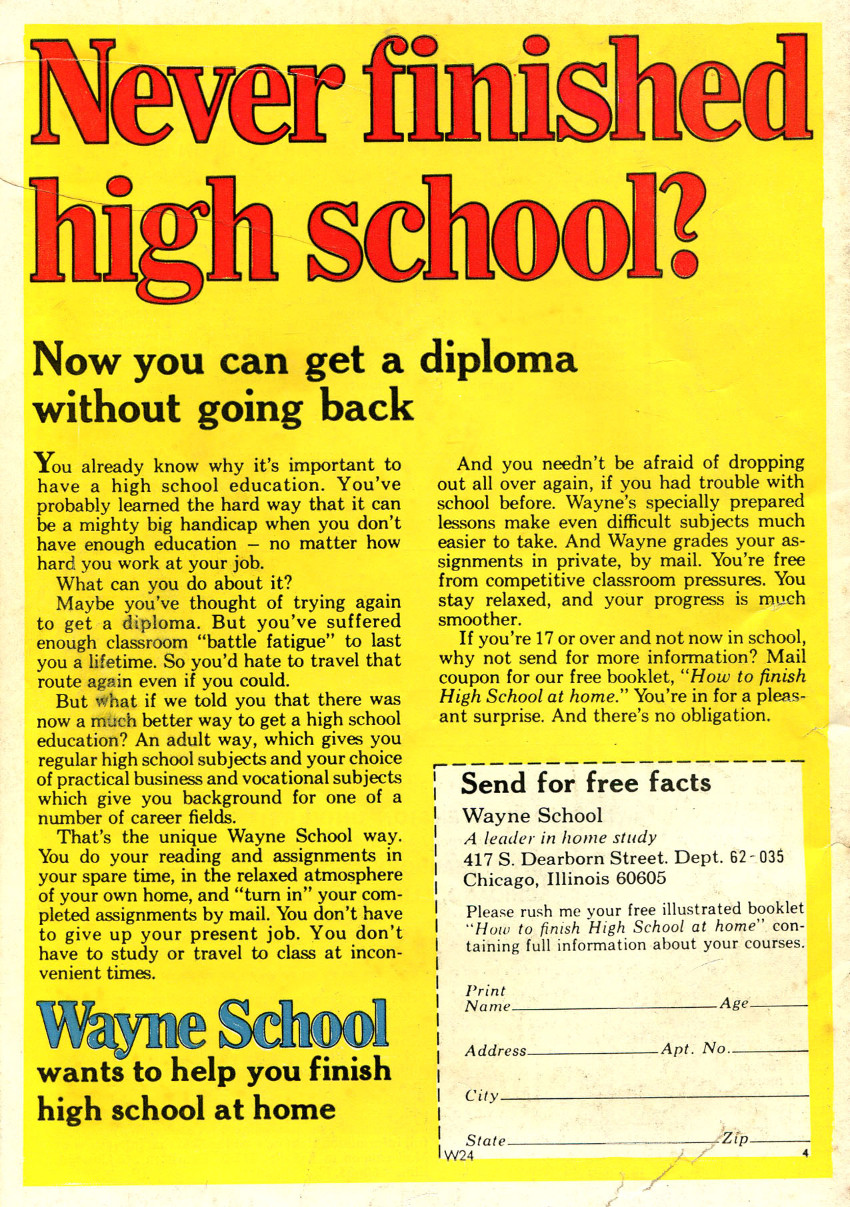 Never finished
high school?
Now you can get a diploma
without going back
You already know why it's important to
have a high school education. You've
probably learned the hard way that it can
be a mighty big handicap when you don't
have enough education — no matter how
hard you work at your job.
What can you do about it?
Maybe you've thought of trying again
to get a diploma. But you've suffered
enough classroom "battle fatigue" to last
you a lifetime. So you'd hate to travel that
route again even if you could.
But what if we told you that there was
now a much better way to get a high school
education? An adult way, which gives you
regular high school subjects and your choice
of practical business and vocational subjects
which give you background for one of a
number of career fields.
That's the unique Wayne School way.
You do your reading and assignments in
your spare time, in the relaxed atmosphere
of your own home, and "turn in" your com-
pleted assignments by mail. You don't have
to give up your present job. You don't
have to study or travel to class at incon-
venient times.
Wayne School
wants to help you finish
high school at home
And you needn't be afraid of dropping
out all over again, if you had trouble with
school before. Wayne's specially prepared
lessons make even difficult subjects much
easier to take. And Wayne grades your as-
signments in private, by mail. You're free
from competitive classroom pressures. You
stay relaxed, and your progress is much
smoother.
If you're 17 or over and not now in school,
why not send for more information? Mail
coupon for our free booklet, "How to finish
High School at home." You're in for a pleas-
ant surprise. And there's no obligation.
Send for free facts
Wayne School
A leader in home study
417 S. Dearborn Street. Dept. 62-035
Chicago, Illinois 60605
Please rush me your free illustrated booklet
"How to finish High School at home" con-
taining full information about your courses.
Print
Name Age
Address Apt. No.
City
State Zip
W24 4